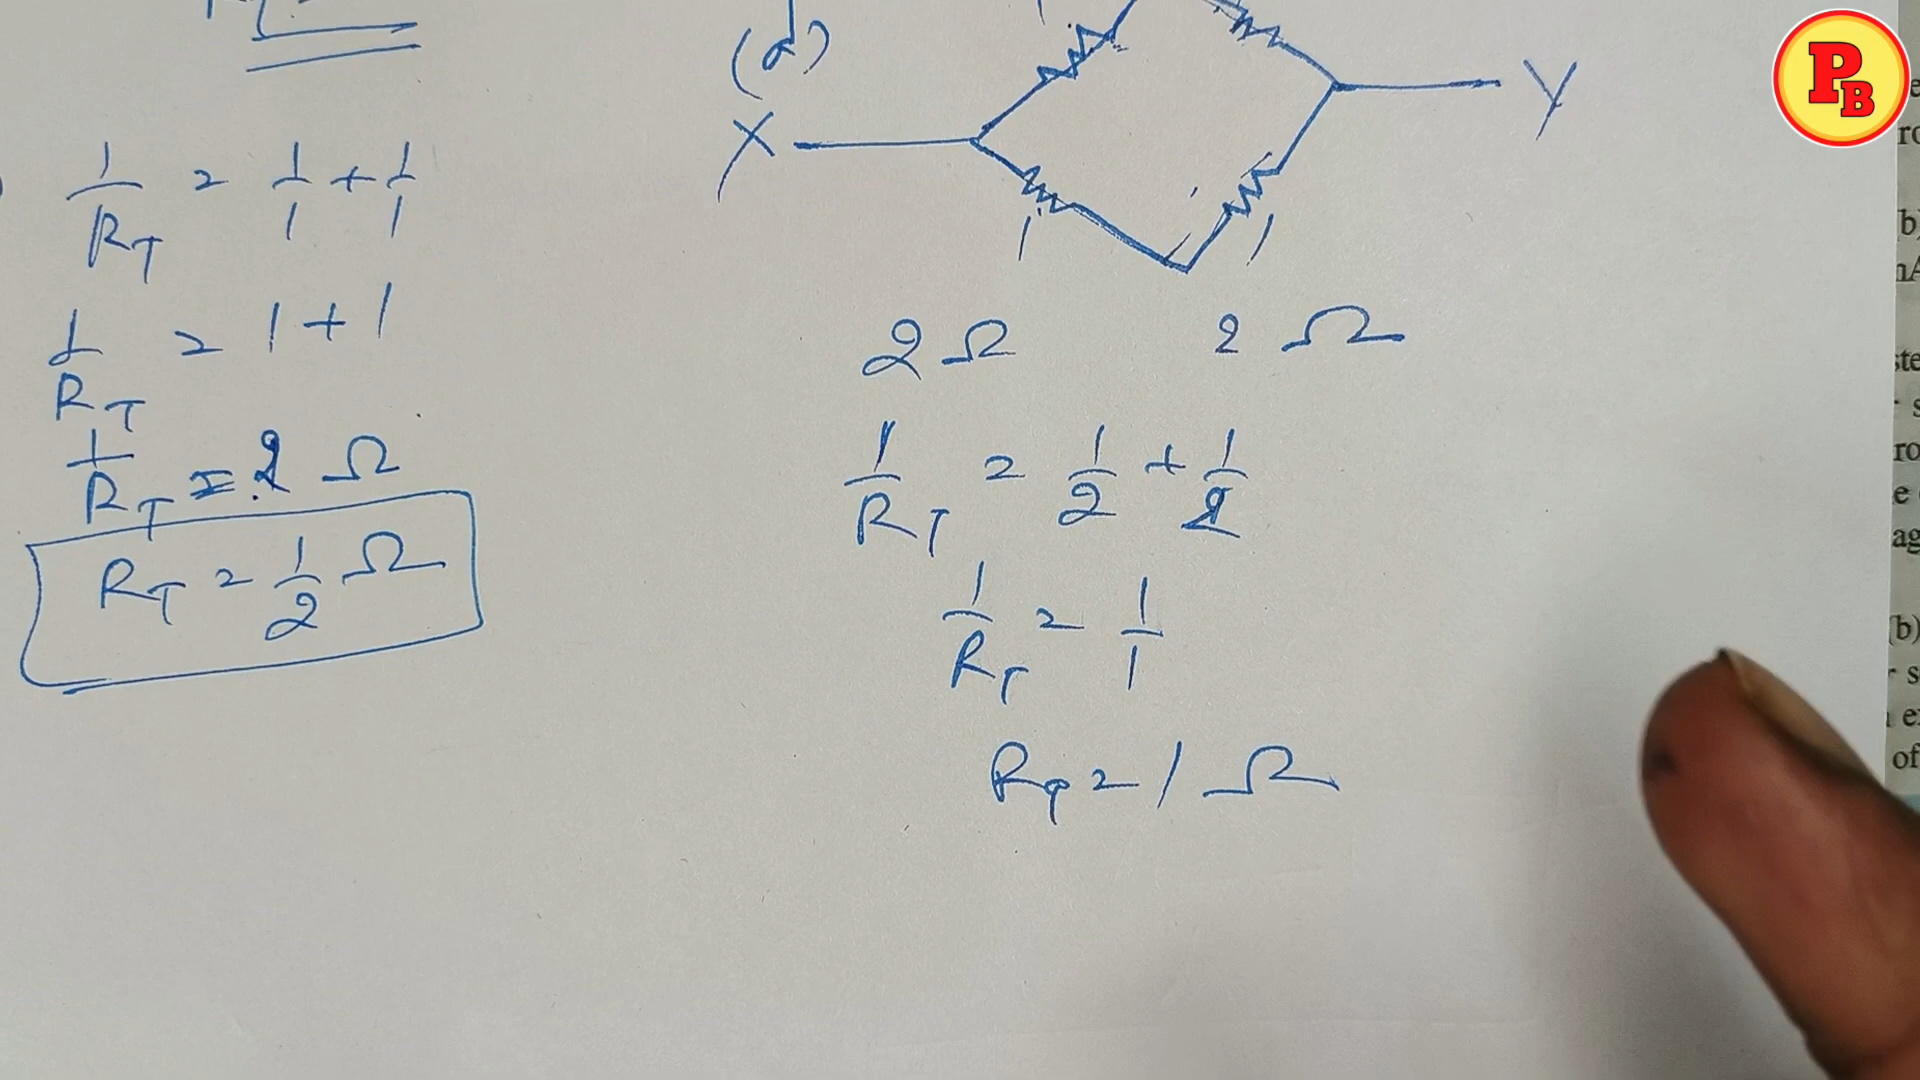 1/R_T = 1/1 + 1/1
1/R_T = 1 + 1
1/R_T = 2 Ω
R_T = 1/2 Ω
(d)
X
Y
1 1
2 Ω 2 Ω
1/R_T = 1/2 + 1/2
1/R_T = 1/1
R_T = 1 Ω
PB
(b)